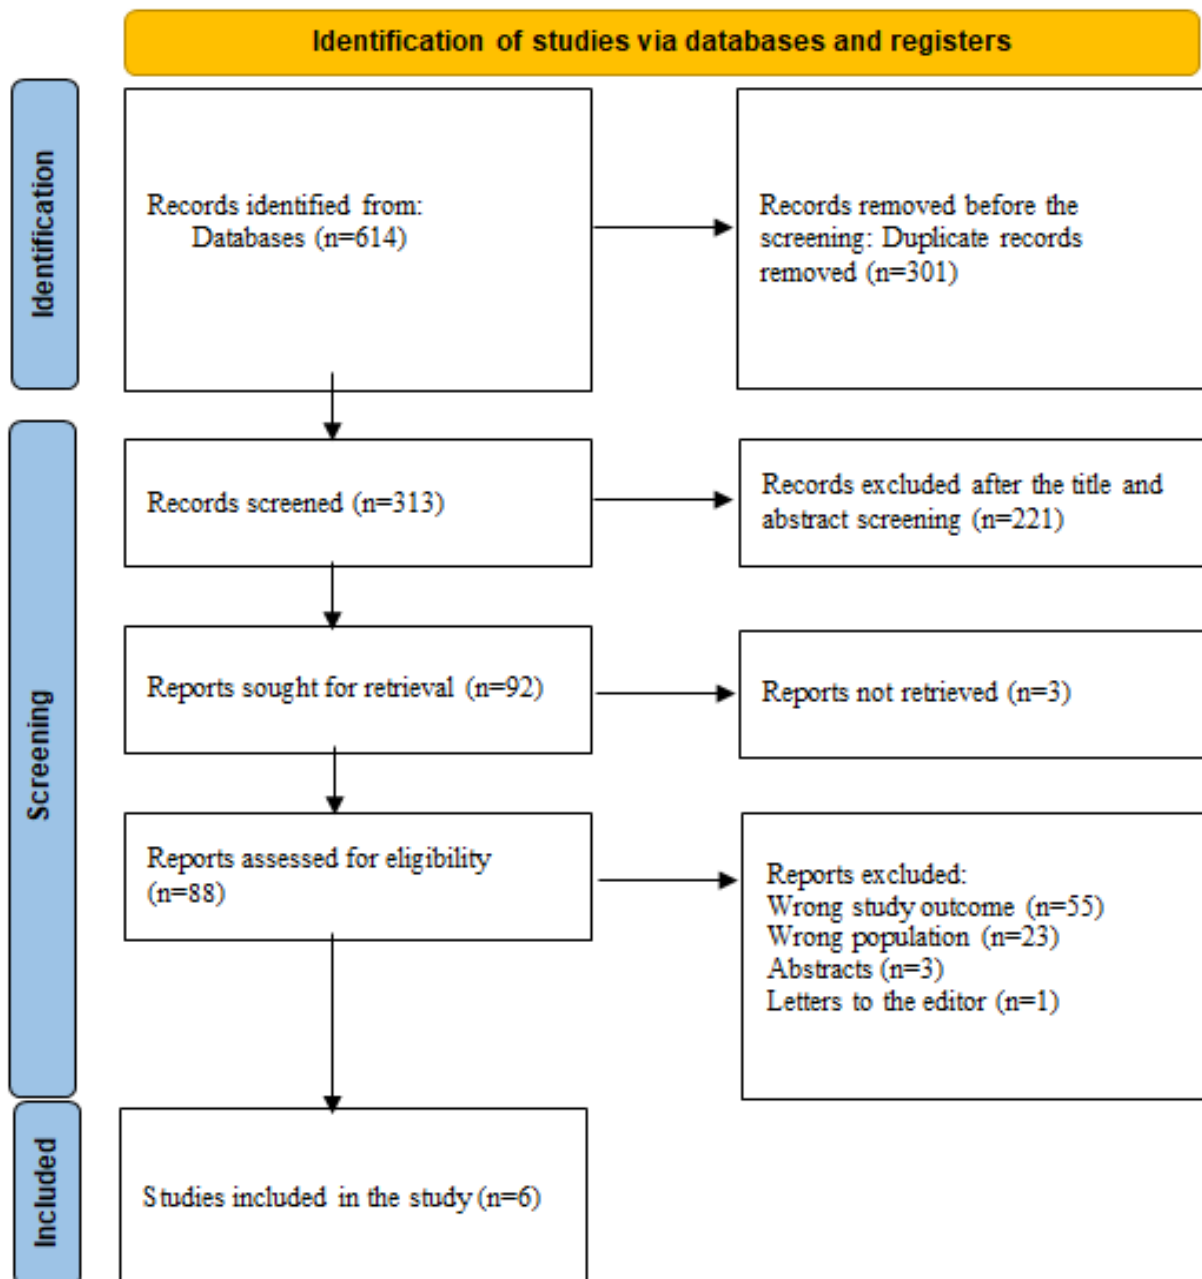 Identification of studies via databases and registers
Identification
Records identified from:
Databases (n=614)
Records removed before the
screening: Duplicate records
removed (n=301)
Screening
Records screened (n=313)
Records excluded after the title and
abstract screening (n=221)
Reports sought for retrieval (n=92)
Reports not retrieved (n=3)
Reports assessed for eligibility
(n=88)
Reports excluded:
Wrong study outcome (n=55)
Wrong population (n=23)
Abstracts (n=3)
Letters to the editor (n=1)
Included
Studies included in the study (n=6)